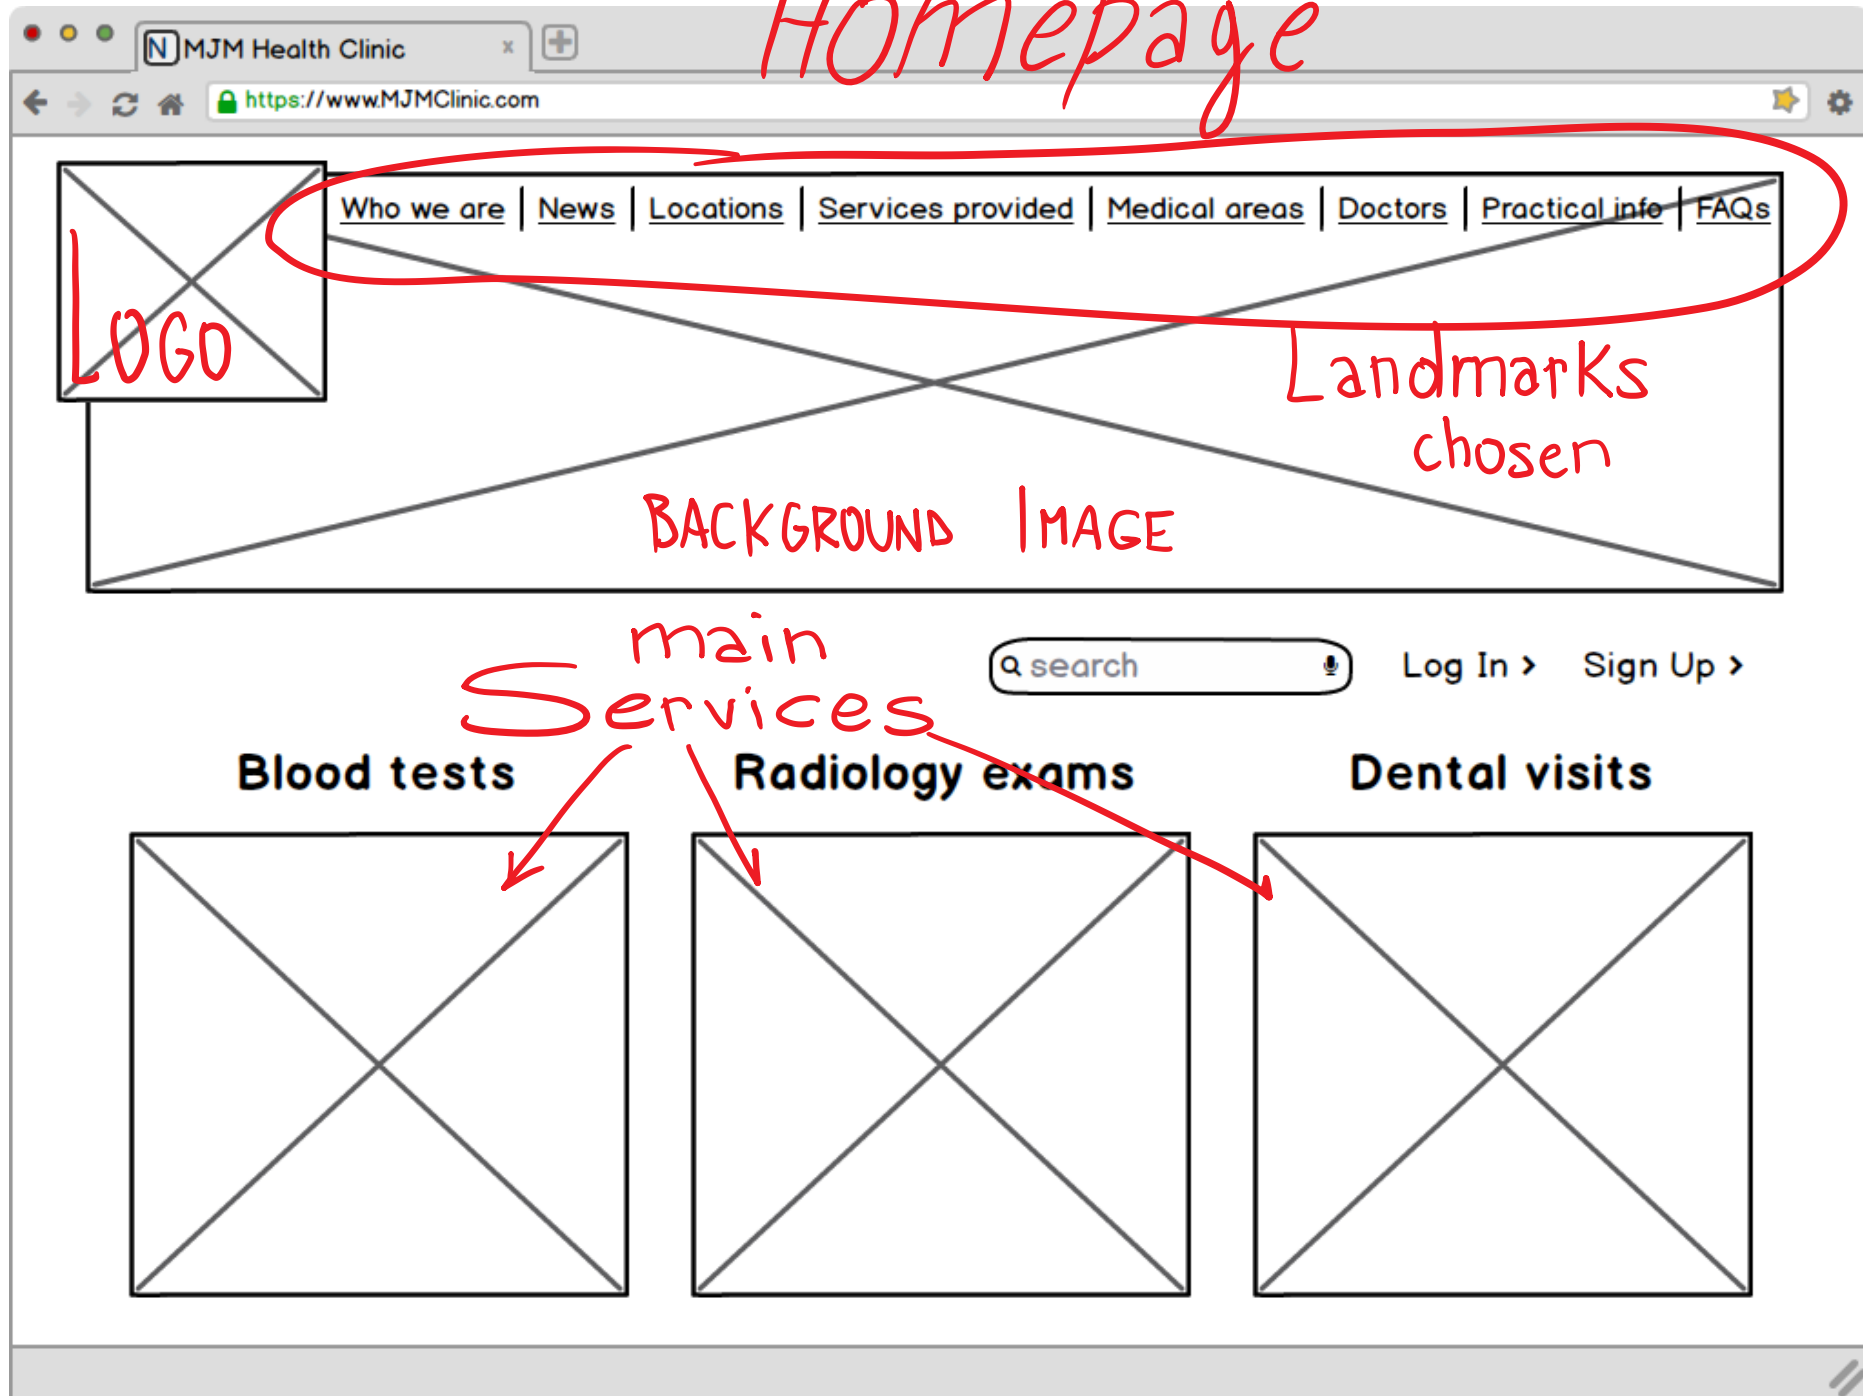 Homepage
N MJM Health Clinic x
https://www.MJMClinic.com
Who we are | News | Locations | Services provided | Medical areas | Doctors | Practical info | FAQs
LOGO
Landmarks
chosen
BACKGROUND IMAGE
main
Services
search
Log In >
Sign Up >
Blood tests
Radiology exams
Dental visits